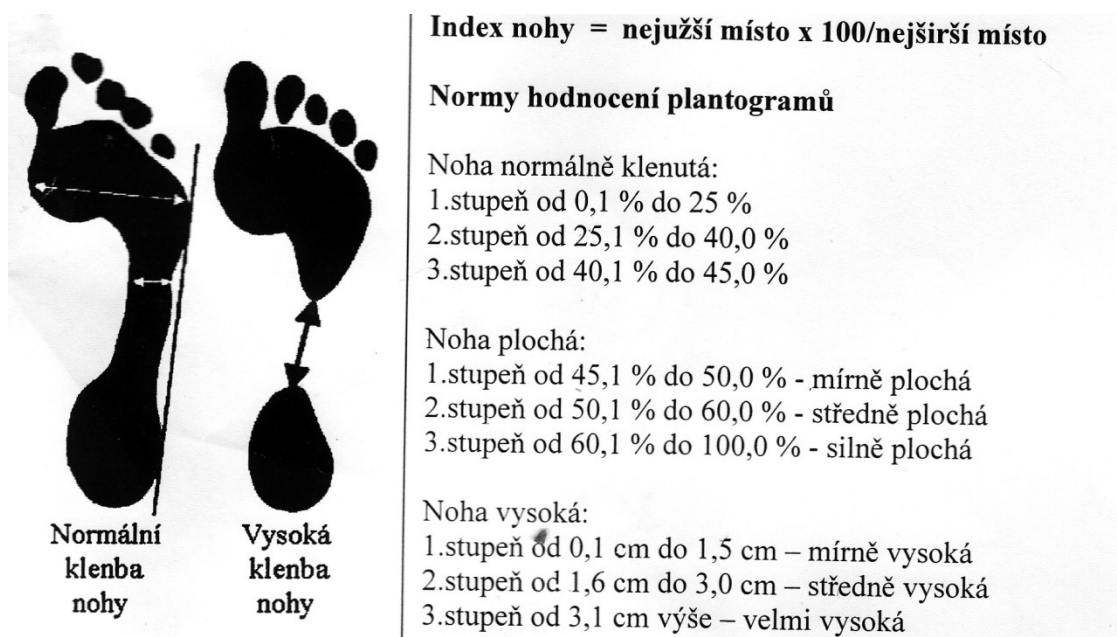 Index nohy = nejužší místo x 100/nejširší místo
Normy hodnocení plantogramů
Noha normálně klenutá:
1.stupeň od 0,1 % do 25 %
2.stupeň od 25,1 % do 40,0 %
3.stupeň od 40,1 % do 45,0 %
Noha plochá:
1.stupeň od 45,1 % do 50,0 % - mírně plochá
2.stupeň od 50,1 % do 60,0 % - středně plochá
3.stupeň od 60,1 % do 100,0 % - silně plochá
Noha vysoká:
1.stupeň od 0,1 cm do 1,5 cm – mírně vysoká
2.stupeň od 1,6 cm do 3,0 cm – středně vysoká
3.stupeň od 3,1 cm výše – velmi vysoká
Normální
klenba
nohy
Vysoká
klenba
nohy